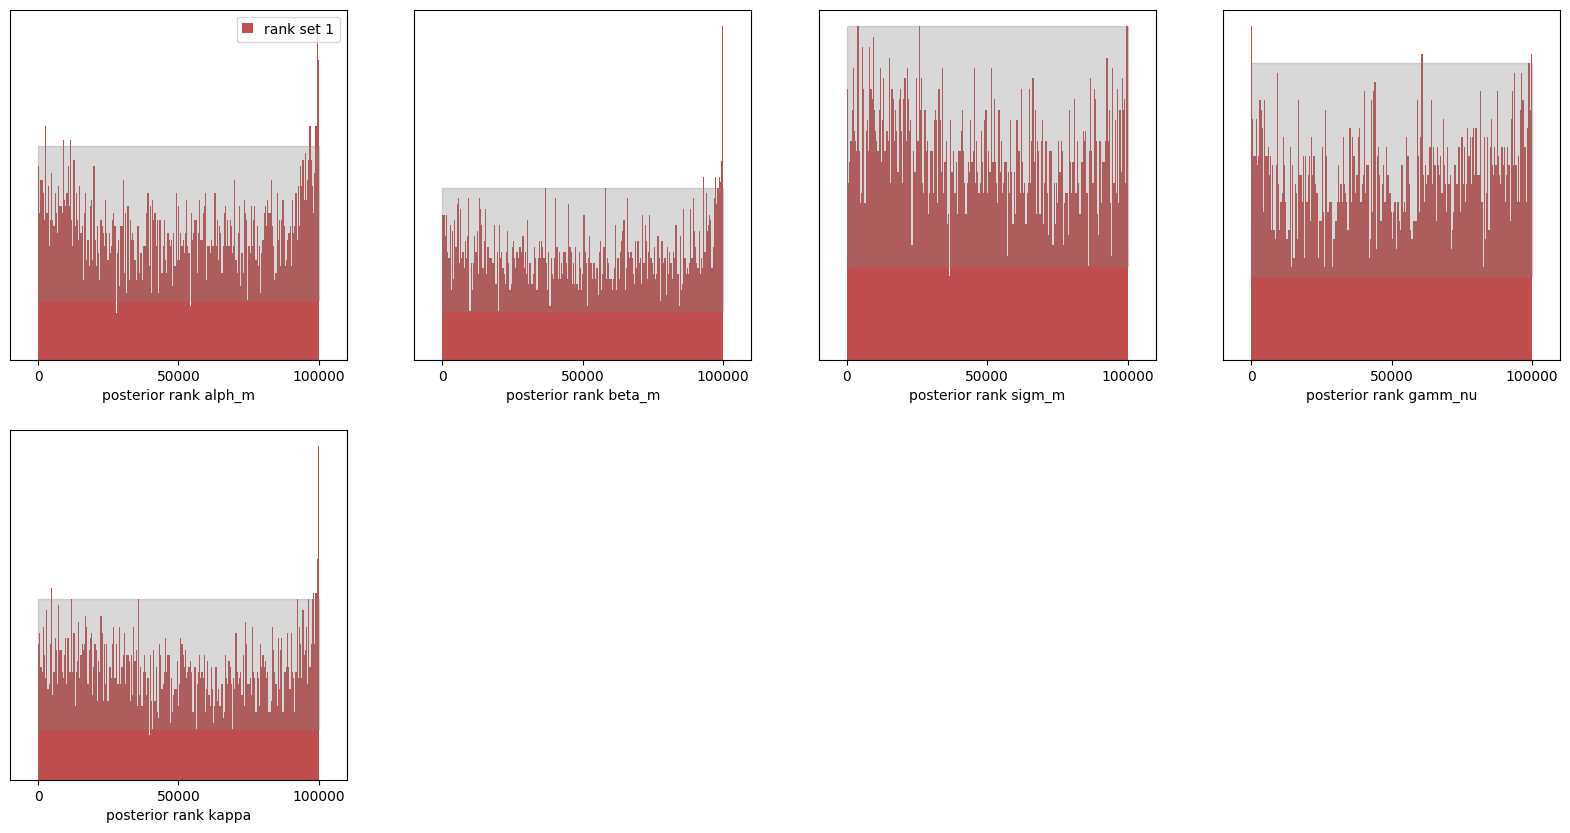 rank set 1
0 50000 100000
posterior rank alph_m
0 50000 100000
posterior rank beta_m
0 50000 100000
posterior rank sigm_m
0 50000 100000
posterior rank gamm_nu
0 50000 100000
posterior rank kappa